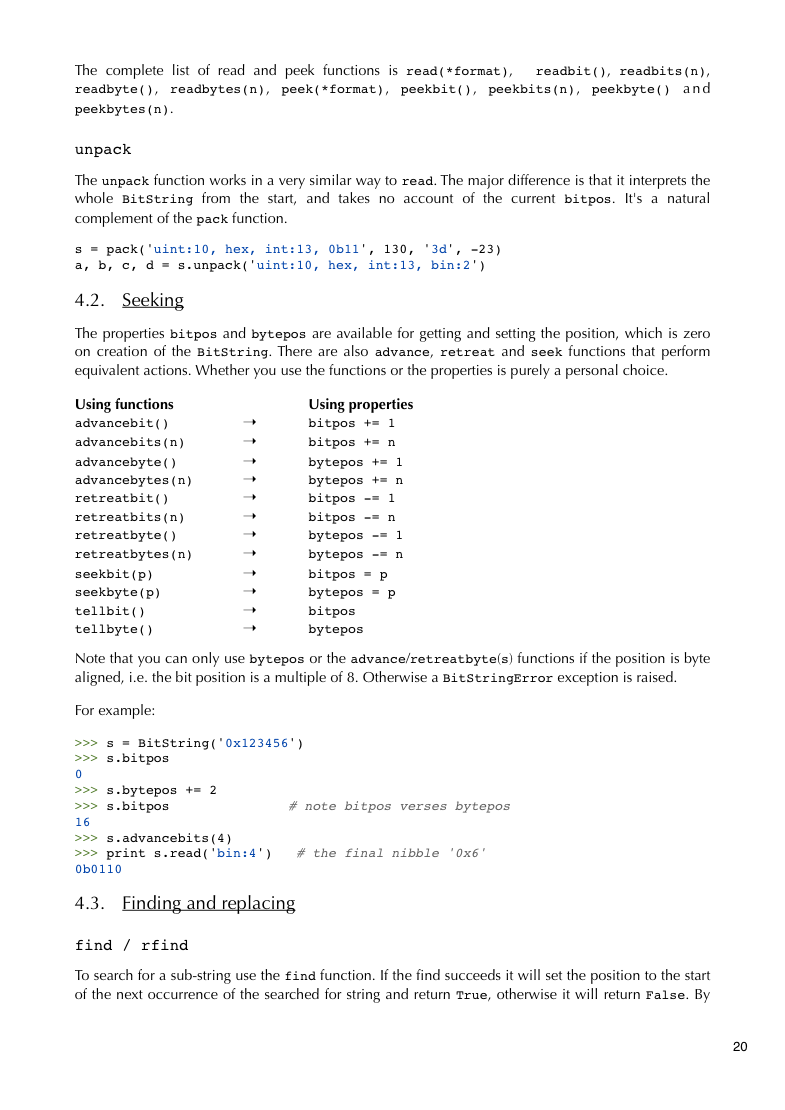 The complete list of read and peek functions is read(*format), readbit(), readbits(n),
readbyte(), readbytes(n), peek(*format), peekbit(), peekbits(n), peekbyte() and
peekbytes(n).
unpack
The unpack function works in a very similar way to read. The major difference is that it interprets the
whole BitString from the start, and takes no account of the current bitpos. It's a natural
complement of the pack function.
s = pack('uint:10, hex, int:13, 0b11', 130, '3d', -23)
a, b, c, d = s.unpack('uint:10, hex, int:13, bin:2')
4.2. Seeking
The properties bitpos and bytepos are available for getting and setting the position, which is zero
on creation of the BitString. There are also advance, retreat and seek functions that perform
equivalent actions. Whether you use the functions or the properties is purely a personal choice.
Using functions Using properties
advancebit() → bitpos += 1
advancebits(n) → bitpos += n
advancebyte() → bytepos += 1
advancebytes(n) → bytepos += n
retreatbit() → bitpos -= 1
retreatbits(n) → bitpos -= n
retreatbyte() → bytepos -= 1
retreatbytes(n) → bytepos -= n
seekbit(p) → bitpos = p
seekbyte(p) → bytepos = p
tellbit() → bitpos
tellbyte() → bytepos
Note that you can only use bytepos or the advance/retreatbyte(s) functions if the position is byte
aligned, i.e. the bit position is a multiple of 8. Otherwise a BitStringError exception is raised.
For example:
>>> s = BitString('0x123456')
>>> s.bitpos
0
>>> s.bytepos += 2
>>> s.bitpos # note bitpos verses bytepos
16
>>> s.advancebits(4)
>>> print s.read('bin:4') # the final nibble '0x6'
0b0110
4.3. Finding and replacing
find / rfind
To search for a sub-string use the find function. If the find succeeds it will set the position to the start
of the next occurrence of the searched for string and return True, otherwise it will return False. By
20